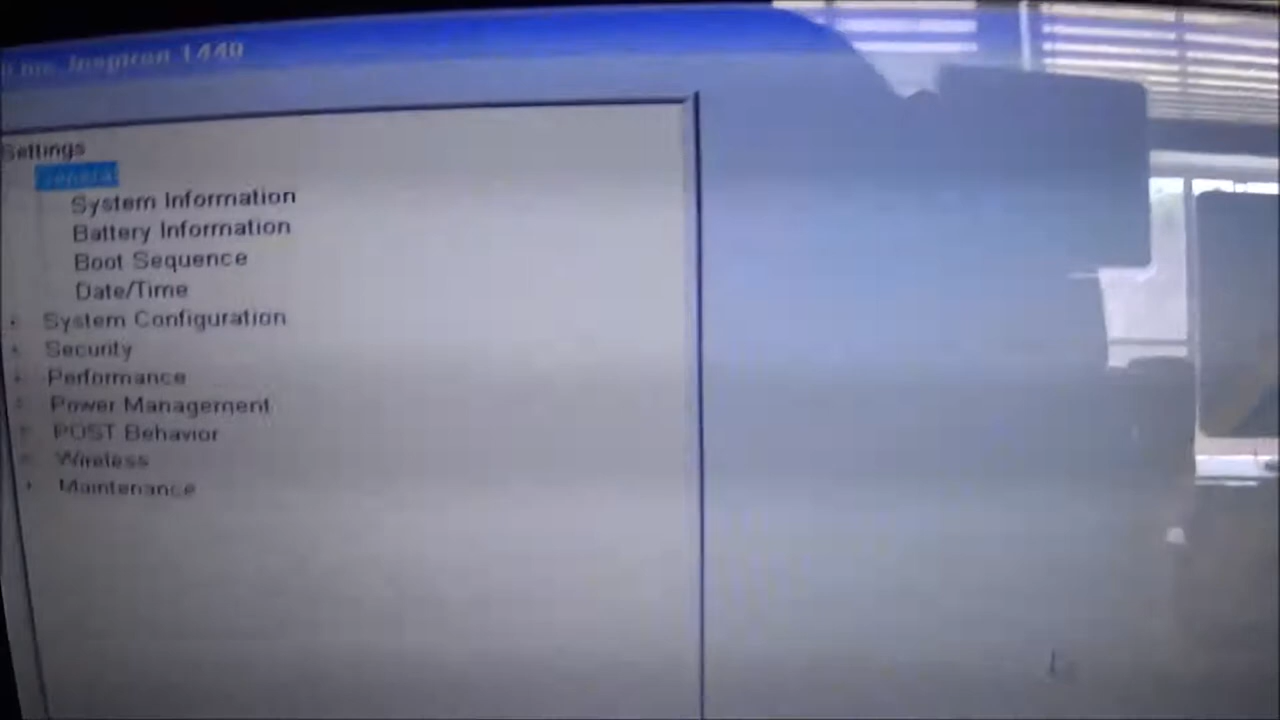 Inspiron 1440
Settings
General
System Information
Battery Information
Boot Sequence
Date/Time
System Configuration
Security
Performance
Power Management
POST Behavior
Wireless
Maintenance